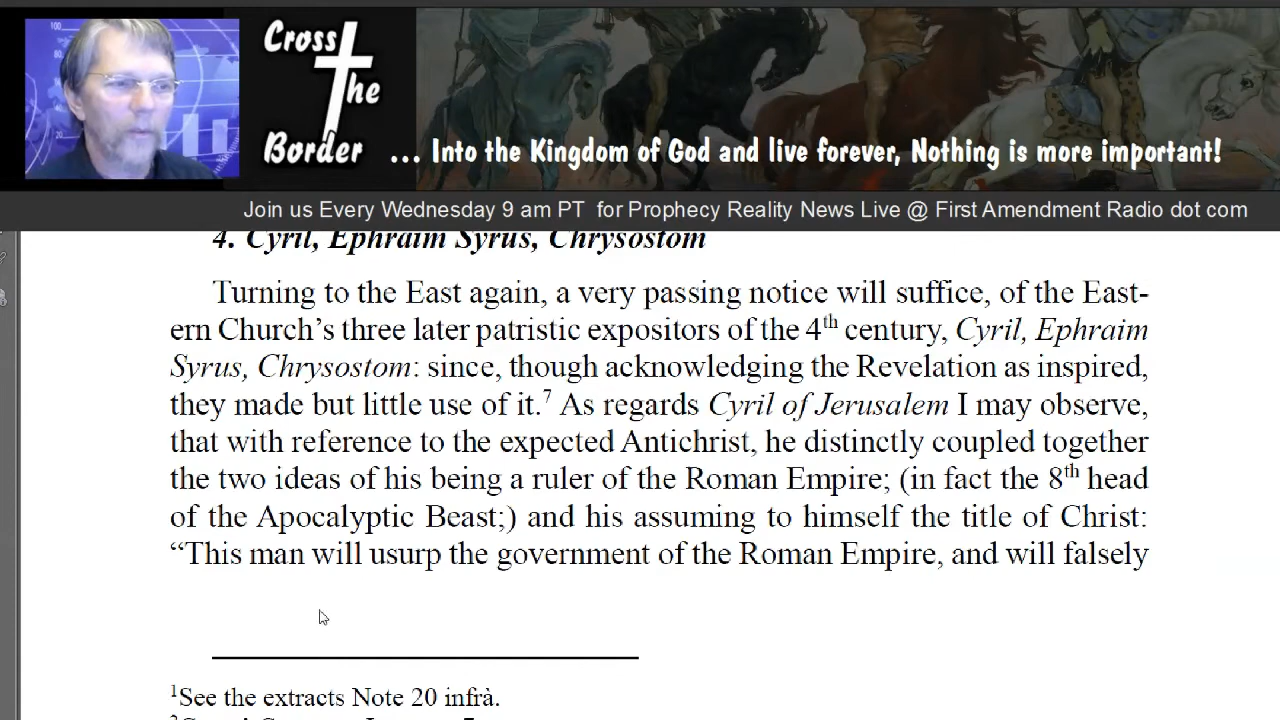 Cross
the
Border
... Into the Kingdom of God and live forever, Nothing is more important!
Join us Every Wednesday 9 am PT for Prophecy Reality News Live @ First Amendment Radio dot com
4. Cyril, Ephraim Syrus, Chrysostom
Turning to the East again, a very passing notice will suffice, of the East-
ern Church’s three later patristic expositors of the 4th century, Cyril, Ephraim
Syrus, Chrysostom: since, though acknowledging the Revelation as inspired,
they made but little use of it.7 As regards Cyril of Jerusalem I may observe,
that with reference to the expected Antichrist, he distinctly coupled together
the two ideas of his being a ruler of the Roman Empire; (in fact the 8th head
of the Apocalyptic Beast;) and his assuming to himself the title of Christ:
“This man will usurp the government of the Roman Empire, and will falsely
1See the extracts Note 20 infrà.